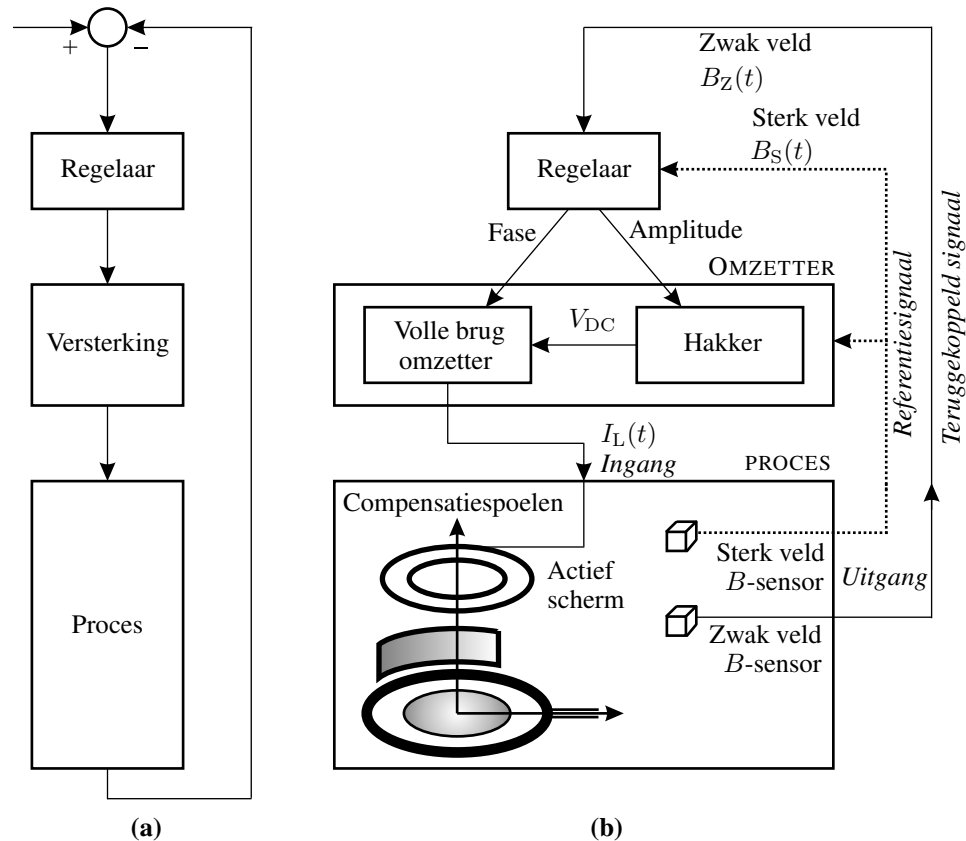 +
−
Regelaar
Versterking
Proces
(a)
Zwak veld
B_Z(t)
Sterk veld
B_S(t)
Regelaar
Fase
Amplitude
OMZETTER
Volle brug
omzetter
V_DC
Hakker
I_L(t)
Ingang
PROCES
Compensatiespoelen
Actief
scherm
Sterk veld
B-sensor
Zwak veld
B-sensor
Uitgang
Referentiesignaal
Teruggekoppeld signaal
(b)